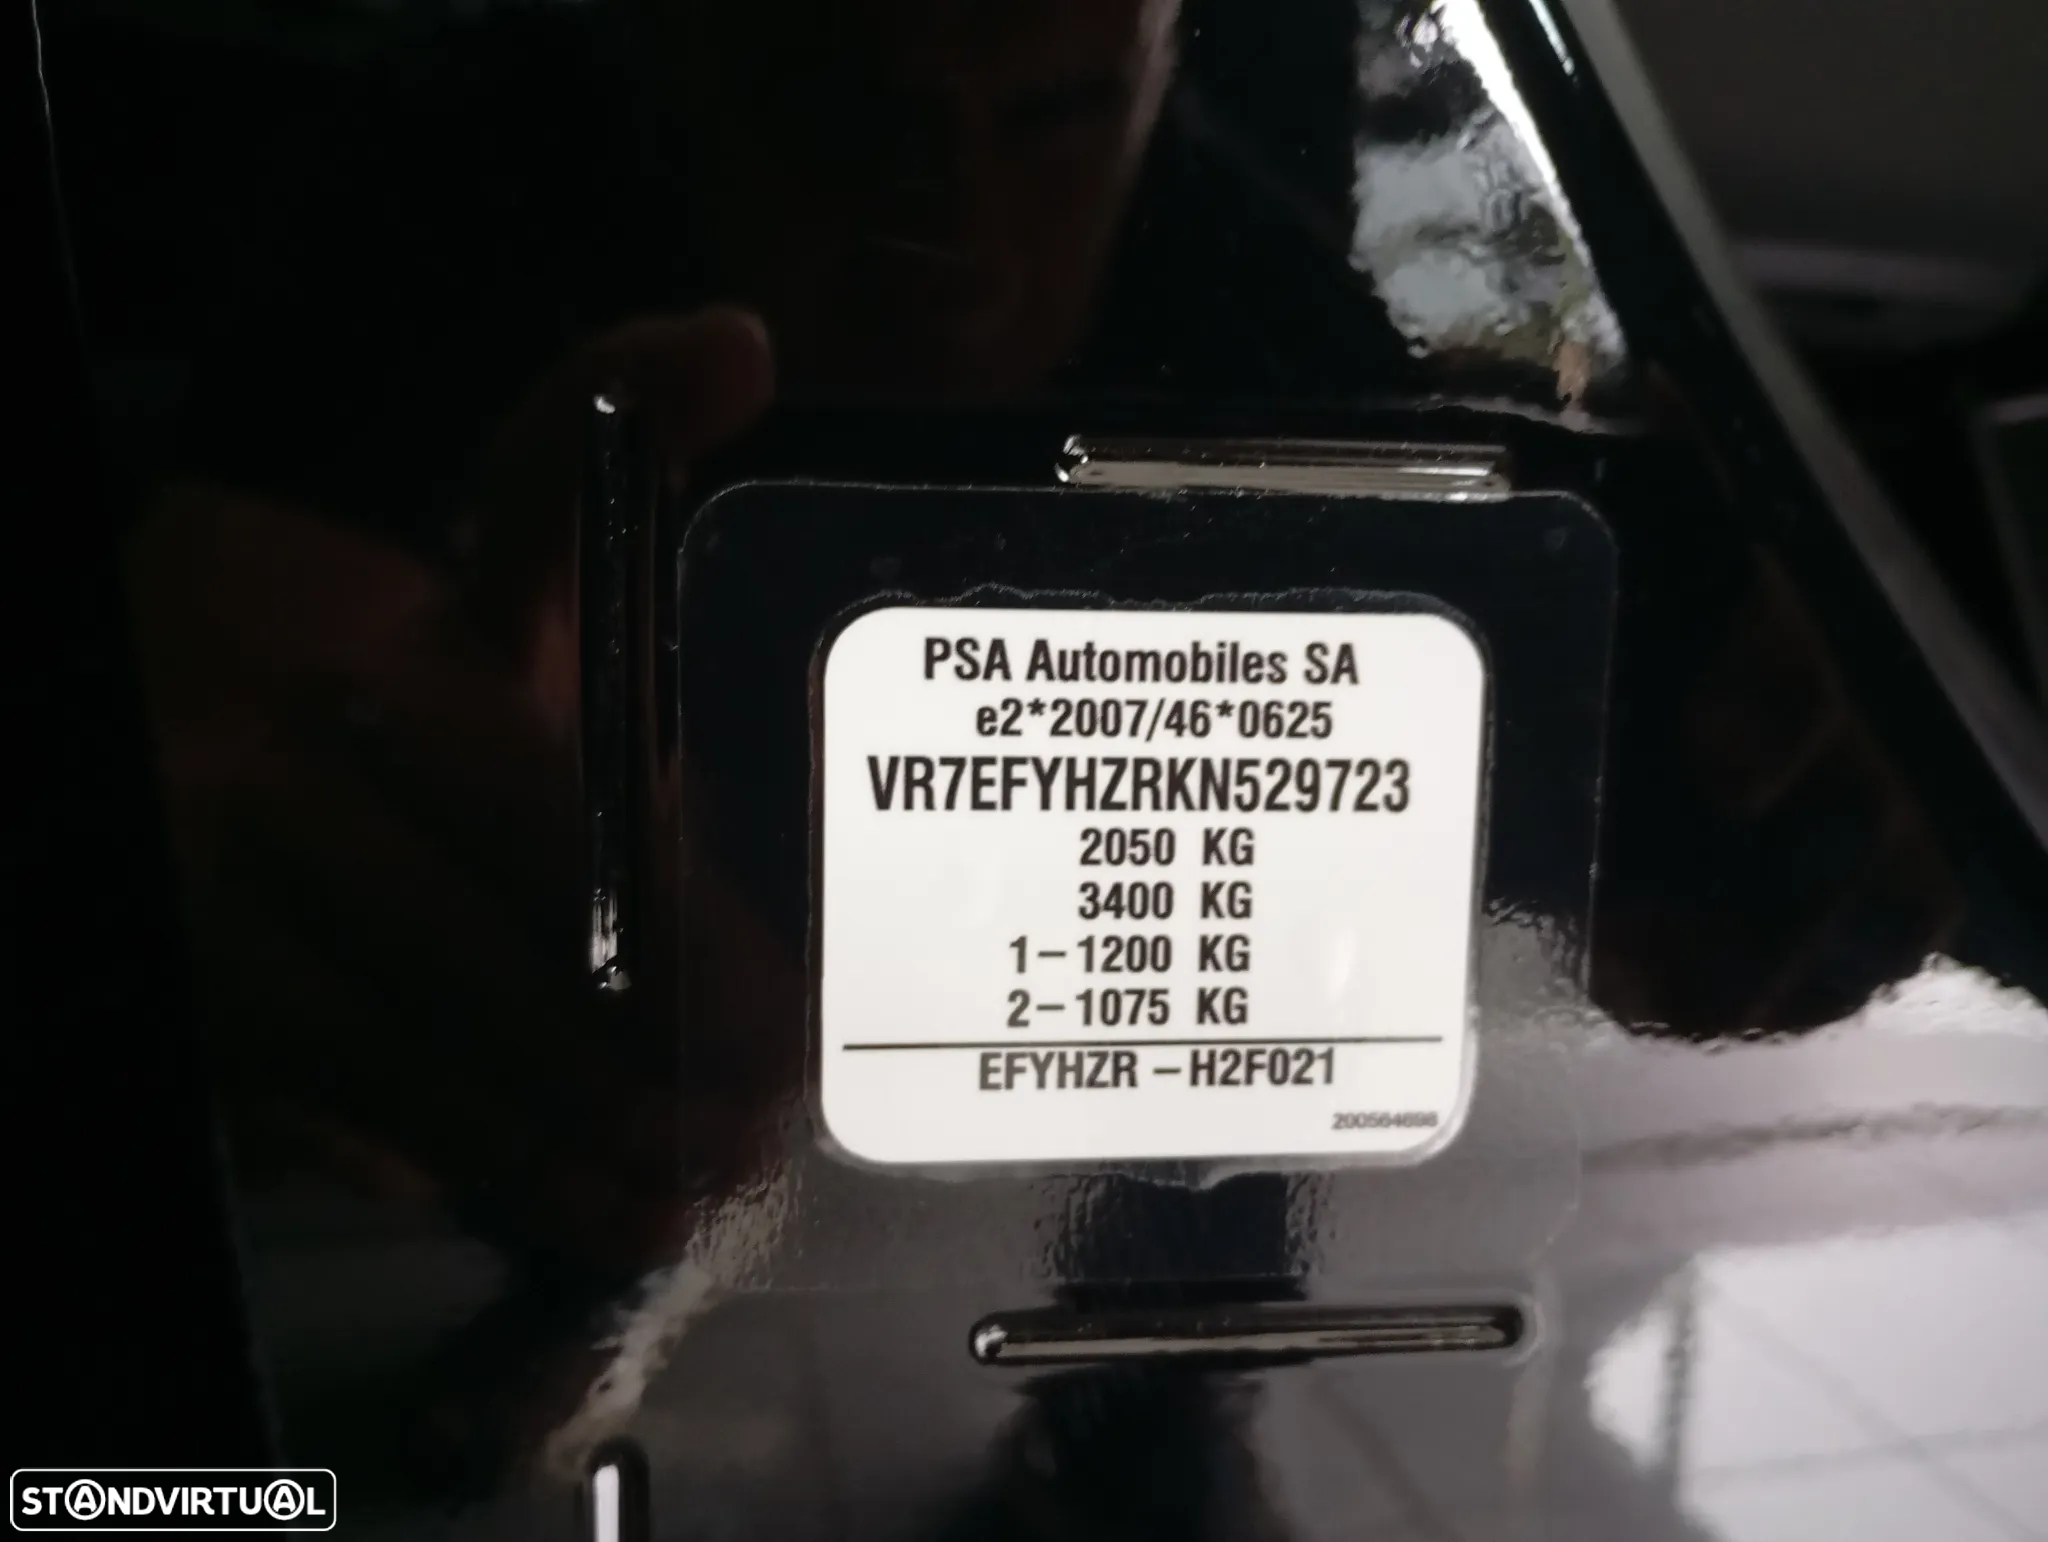 PSA Automobiles SA
e2*2007/46*0625
VR7EFYHZRKN529723
2050 KG
3400 KG
1-1200 KG
2-1075 KG
EFYHZR -H2F021
200564698
STANDVIRTUAL